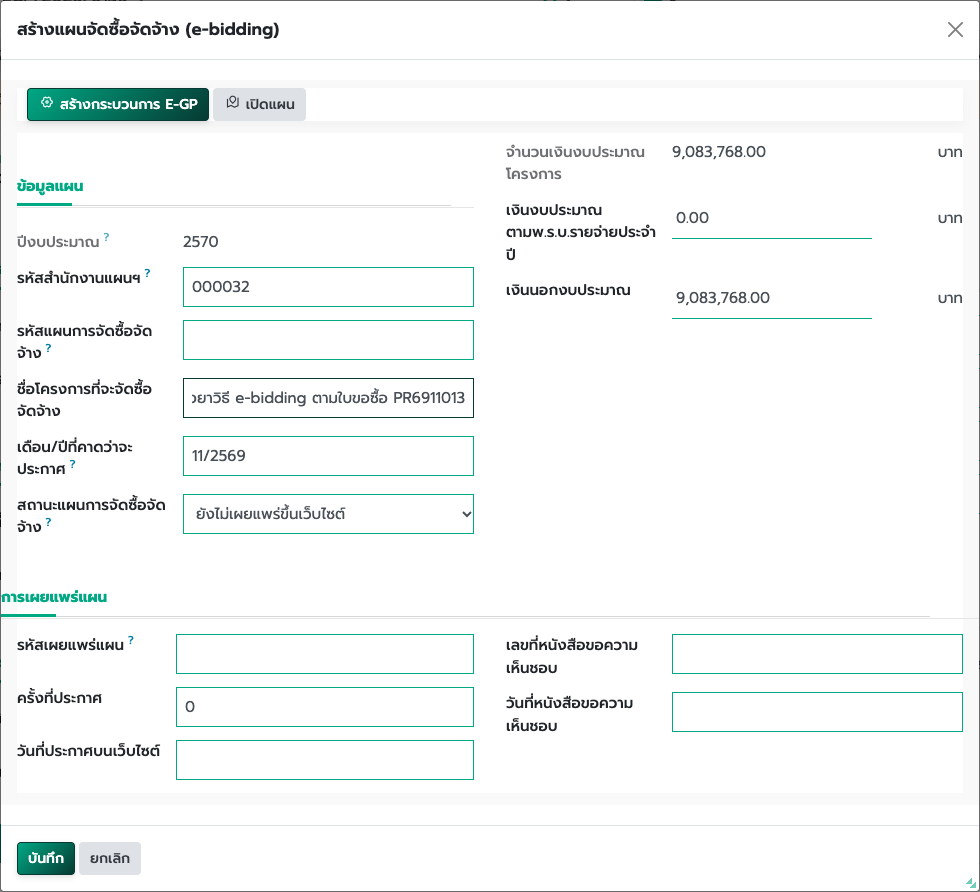 สร้างแผนจัดซื้อจัดจ้าง (e-bidding)
สร้างกระบวนการ E-GP
เปิดแผน
ข้อมูลแผน
ปีงบประมาณ ?
2570
รหัสสำนักงานแผนฯ ?
000032
รหัสแผนการจัดซื้อจัด
จ้าง ?
ชื่อโครงการที่จะจัดซื้อ
จัดจ้าง
วิธี e-bidding ตามใบขอซื้อ PR6911013
เดือน/ปีที่คาดว่าจะ
ประกาศ ?
11/2569
สถานะแผนการจัดซื้อจัด
จ้าง ?
ยังไม่เผยแพร่ขึ้นเว็บไซต์
จำนวนเงินงบประมาณ
โครงการ
9,083,768.00
บาท
เงินงบประมาณ
ตามพ.ร.บ.รายจ่ายประจำ
ปี
0.00
บาท
เงินนอกงบประมาณ
9,083,768.00
บาท
การเผยแพร่แผน
รหัสเผยแพร่แผน ?
ครั้งที่ประกาศ
0
วันที่ประกาศบนเว็บไซต์
เลขที่หนังสือขอความ
เห็นชอบ
วันที่หนังสือขอความ
เห็นชอบ
บันทึก
ยกเลิก